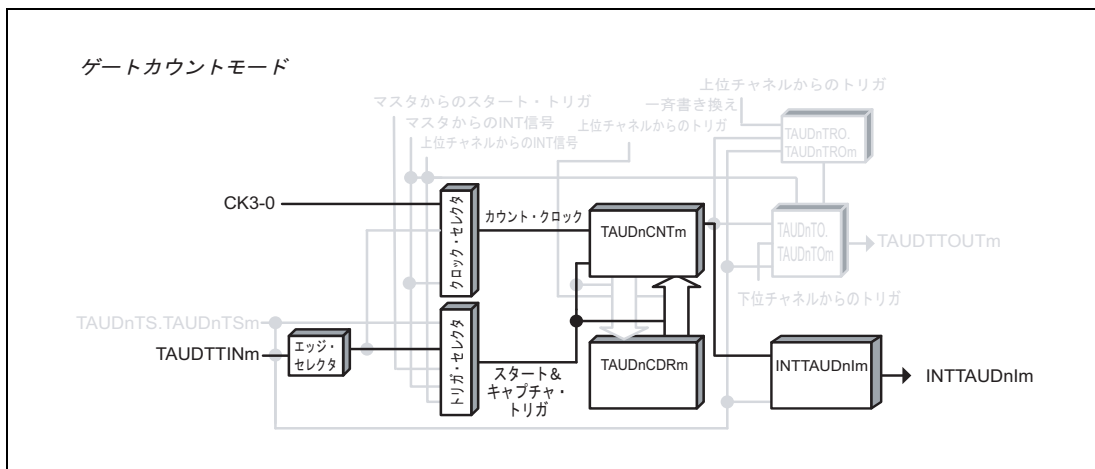 ゲートカウントモード
上位チャネルからのトリガ
一斉書き換え
マスタからのスタート・トリガ
マスタからのINT信号
上位チャネルからのトリガ
上位チャネルからのINT信号
TAUDnTRO.
TAUDnTROm
CK3-0
クロック・セレクタ
カウント・クロック
TAUDnCNTm
TAUDnTO.
TAUDnTOm
TAUDTTOUTm
下位チャネルからのトリガ
TAUDnTS.TAUDnTSm
TAUDTTINm
エッジ・
セレクタ
トリガ・セレクタ
スタート&
キャプチャ・
トリガ
TAUDnCDRm
INTTAUDnIm
INTTAUDnIm